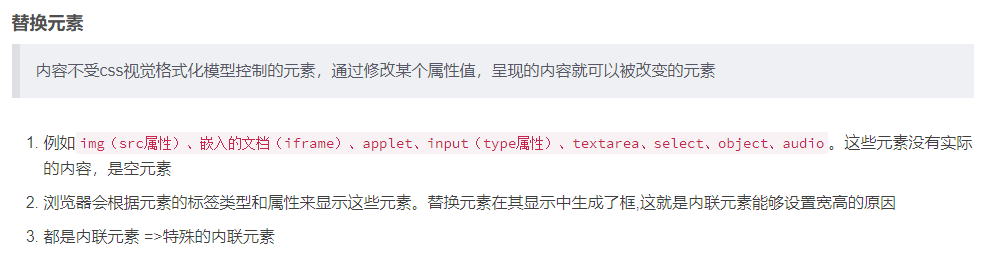 替换元素
内容不受css视觉格式化模型控制的元素，通过修改某个属性值，呈现的内容就可以被改变的元素
1. 例如 img（src属性）、嵌入的文档（iframe）、applet、input（type属性）、textarea、select、object、audio 。这些元素没有实际
的内容，是空元素
2. 浏览器会根据元素的标签类型和属性来显示这些元素。替换元素在其显示中生成了框,这就是内联元素能够设置宽高的原因
3. 都是内联元素 =>特殊的内联元素